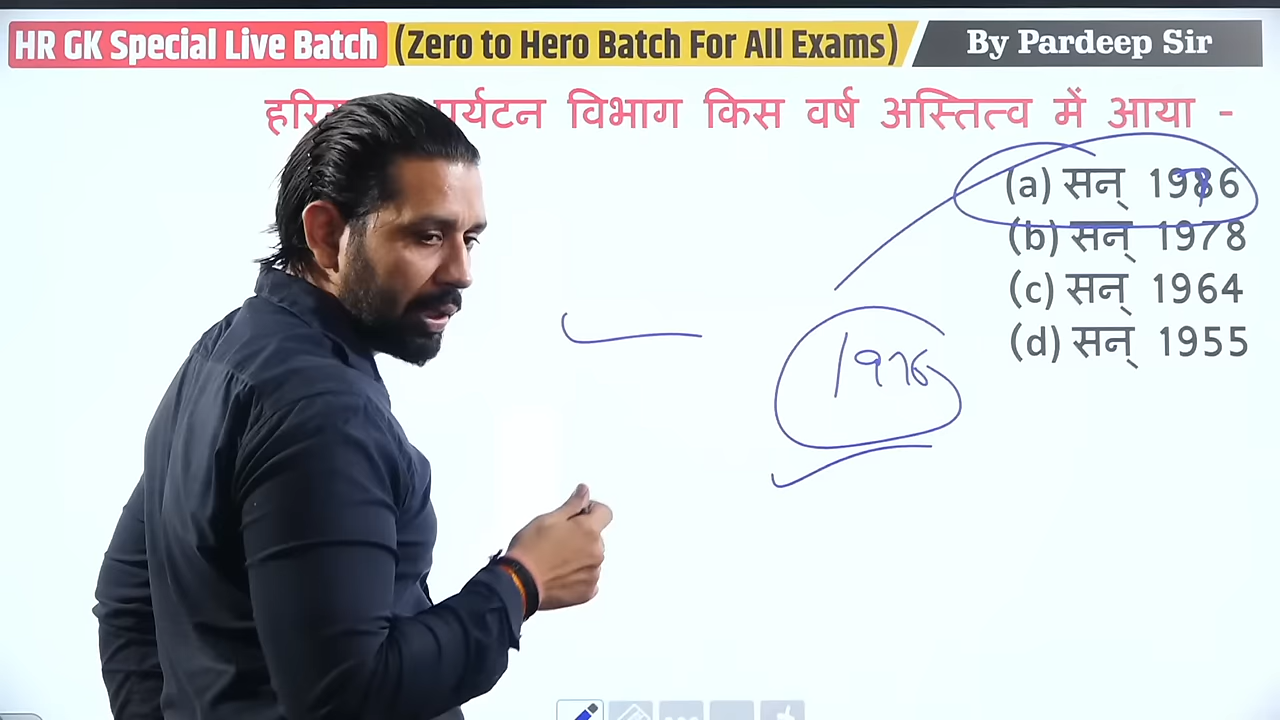 HR GK Special Live Batch (Zero to Hero Batch For All Exams) By Pardeep Sir
पर्यटन विभाग किस वर्ष अस्तित्व में आया -
(a) सन् 1986
(b) सन् 1978
(c) सन् 1964
(d) सन् 1955
1976